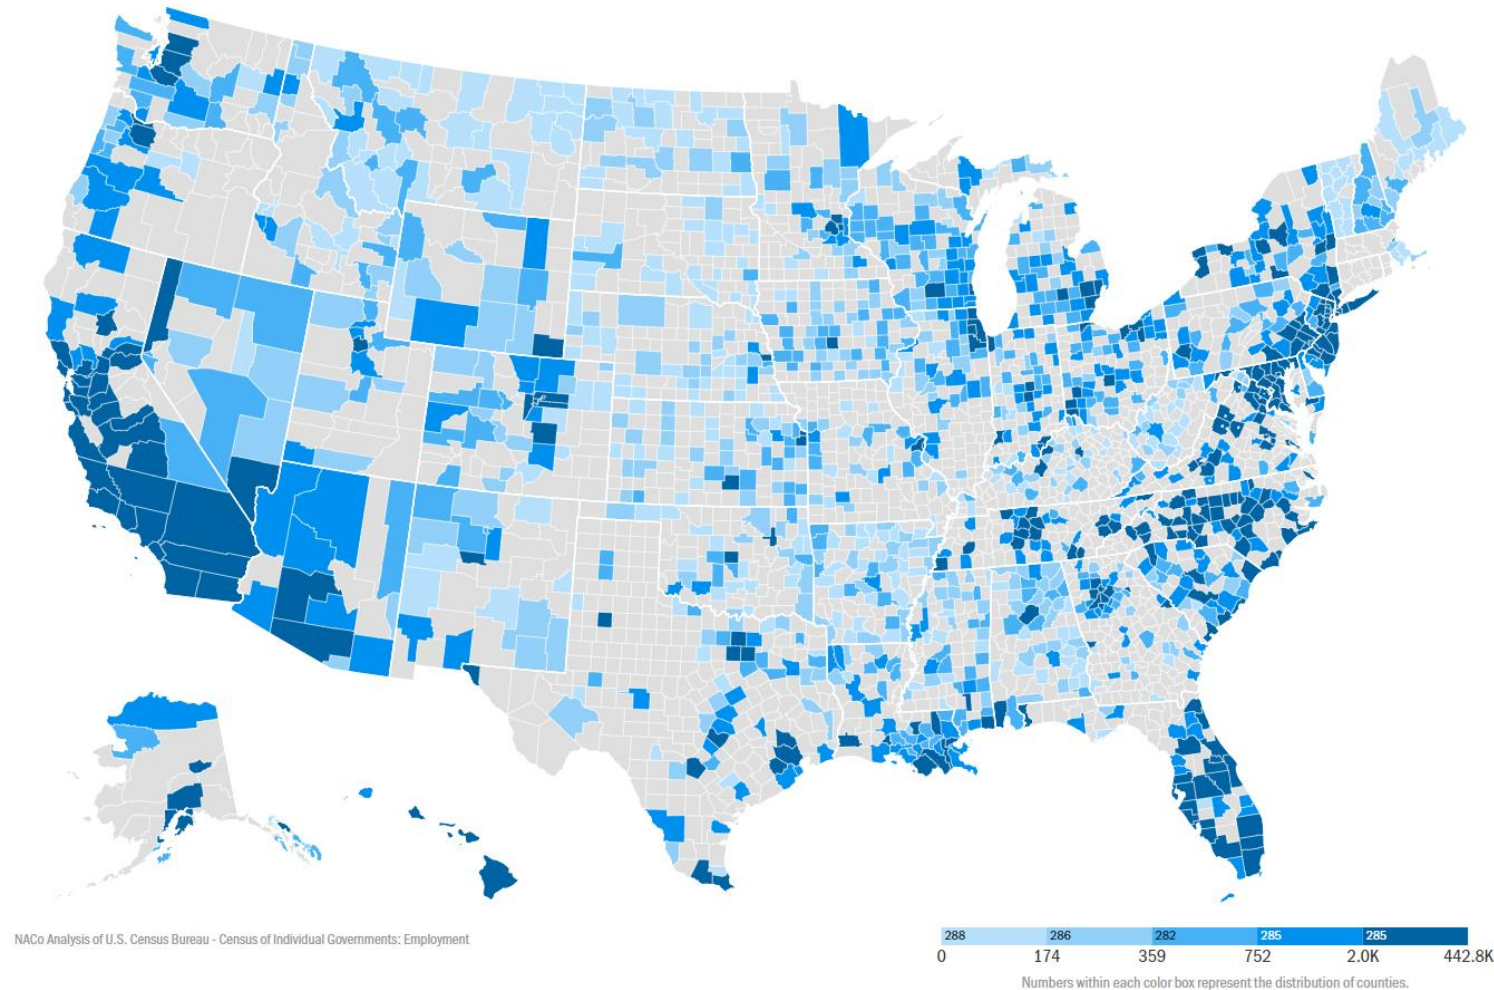 NACo Analysis of U.S. Census Bureau - Census of Individual Governments: Employment
288 286 282 285 285
0 174 359 752 2.0K 442.8K
Numbers within each color box represent the distribution of counties.